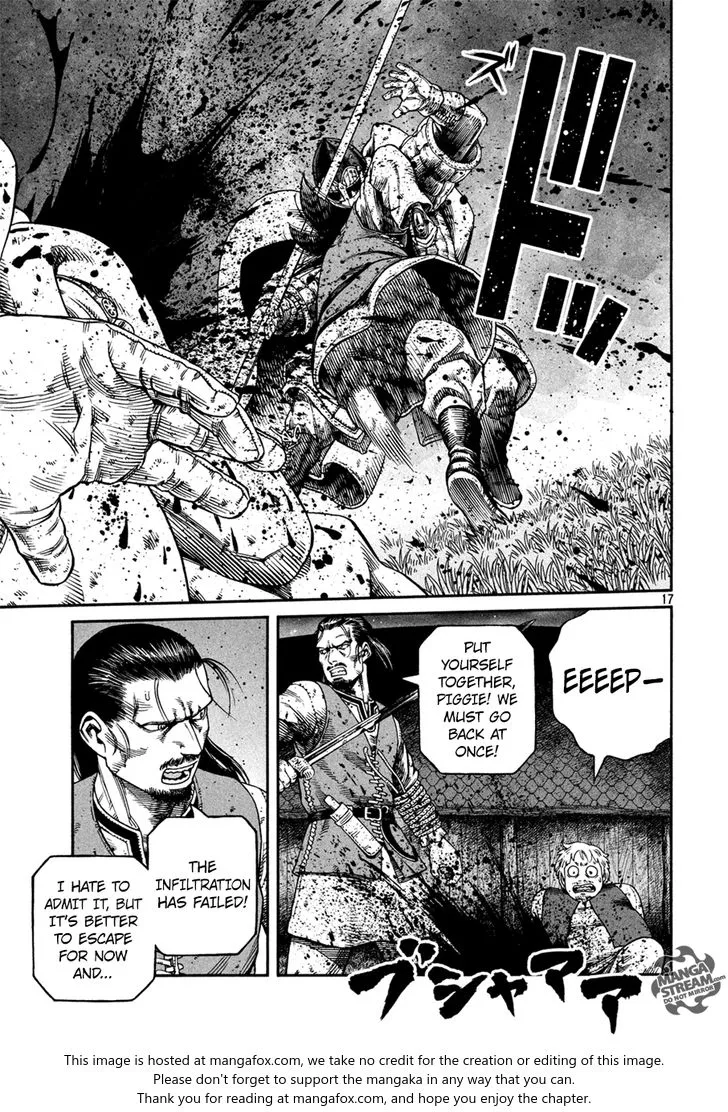 ズ
ドドッ
17
EEEEP-
PUT
YOURSELF
TOGETHER,
PIGGIE! WE
MUST GO
BACK AT
ONCE!
ブシャアア
THE
INFILTRATION
HAS FAILED!
I HATE TO
ADMIT IT, BUT
IT'S BETTER
TO ESCAPE
FOR NOW
AND...
MANGA
STREAM.COM
DO NOT MIRROR
This image is hosted at mangafox.com, we take no credit for the creation or editing of this image.
Please don't forget to support the mangaka in any way that you can.
Thank you for reading at mangafox.com, and hope you enjoy the chapter.